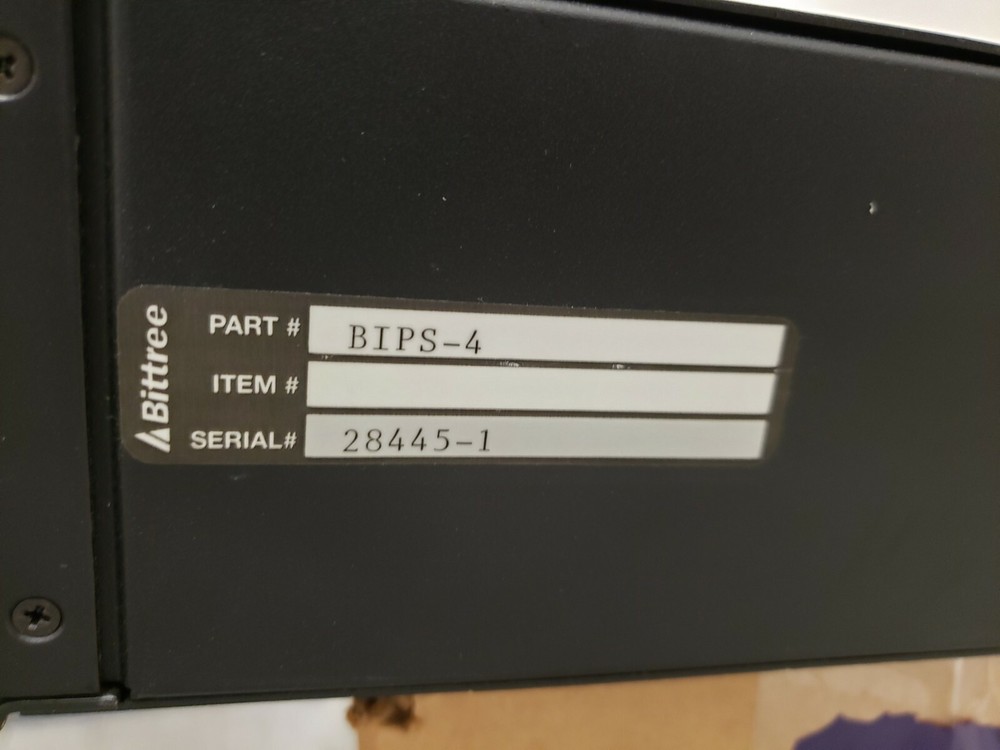 Bittree
PART # BIPS-4
ITEM #
SERIAL# 28445-1